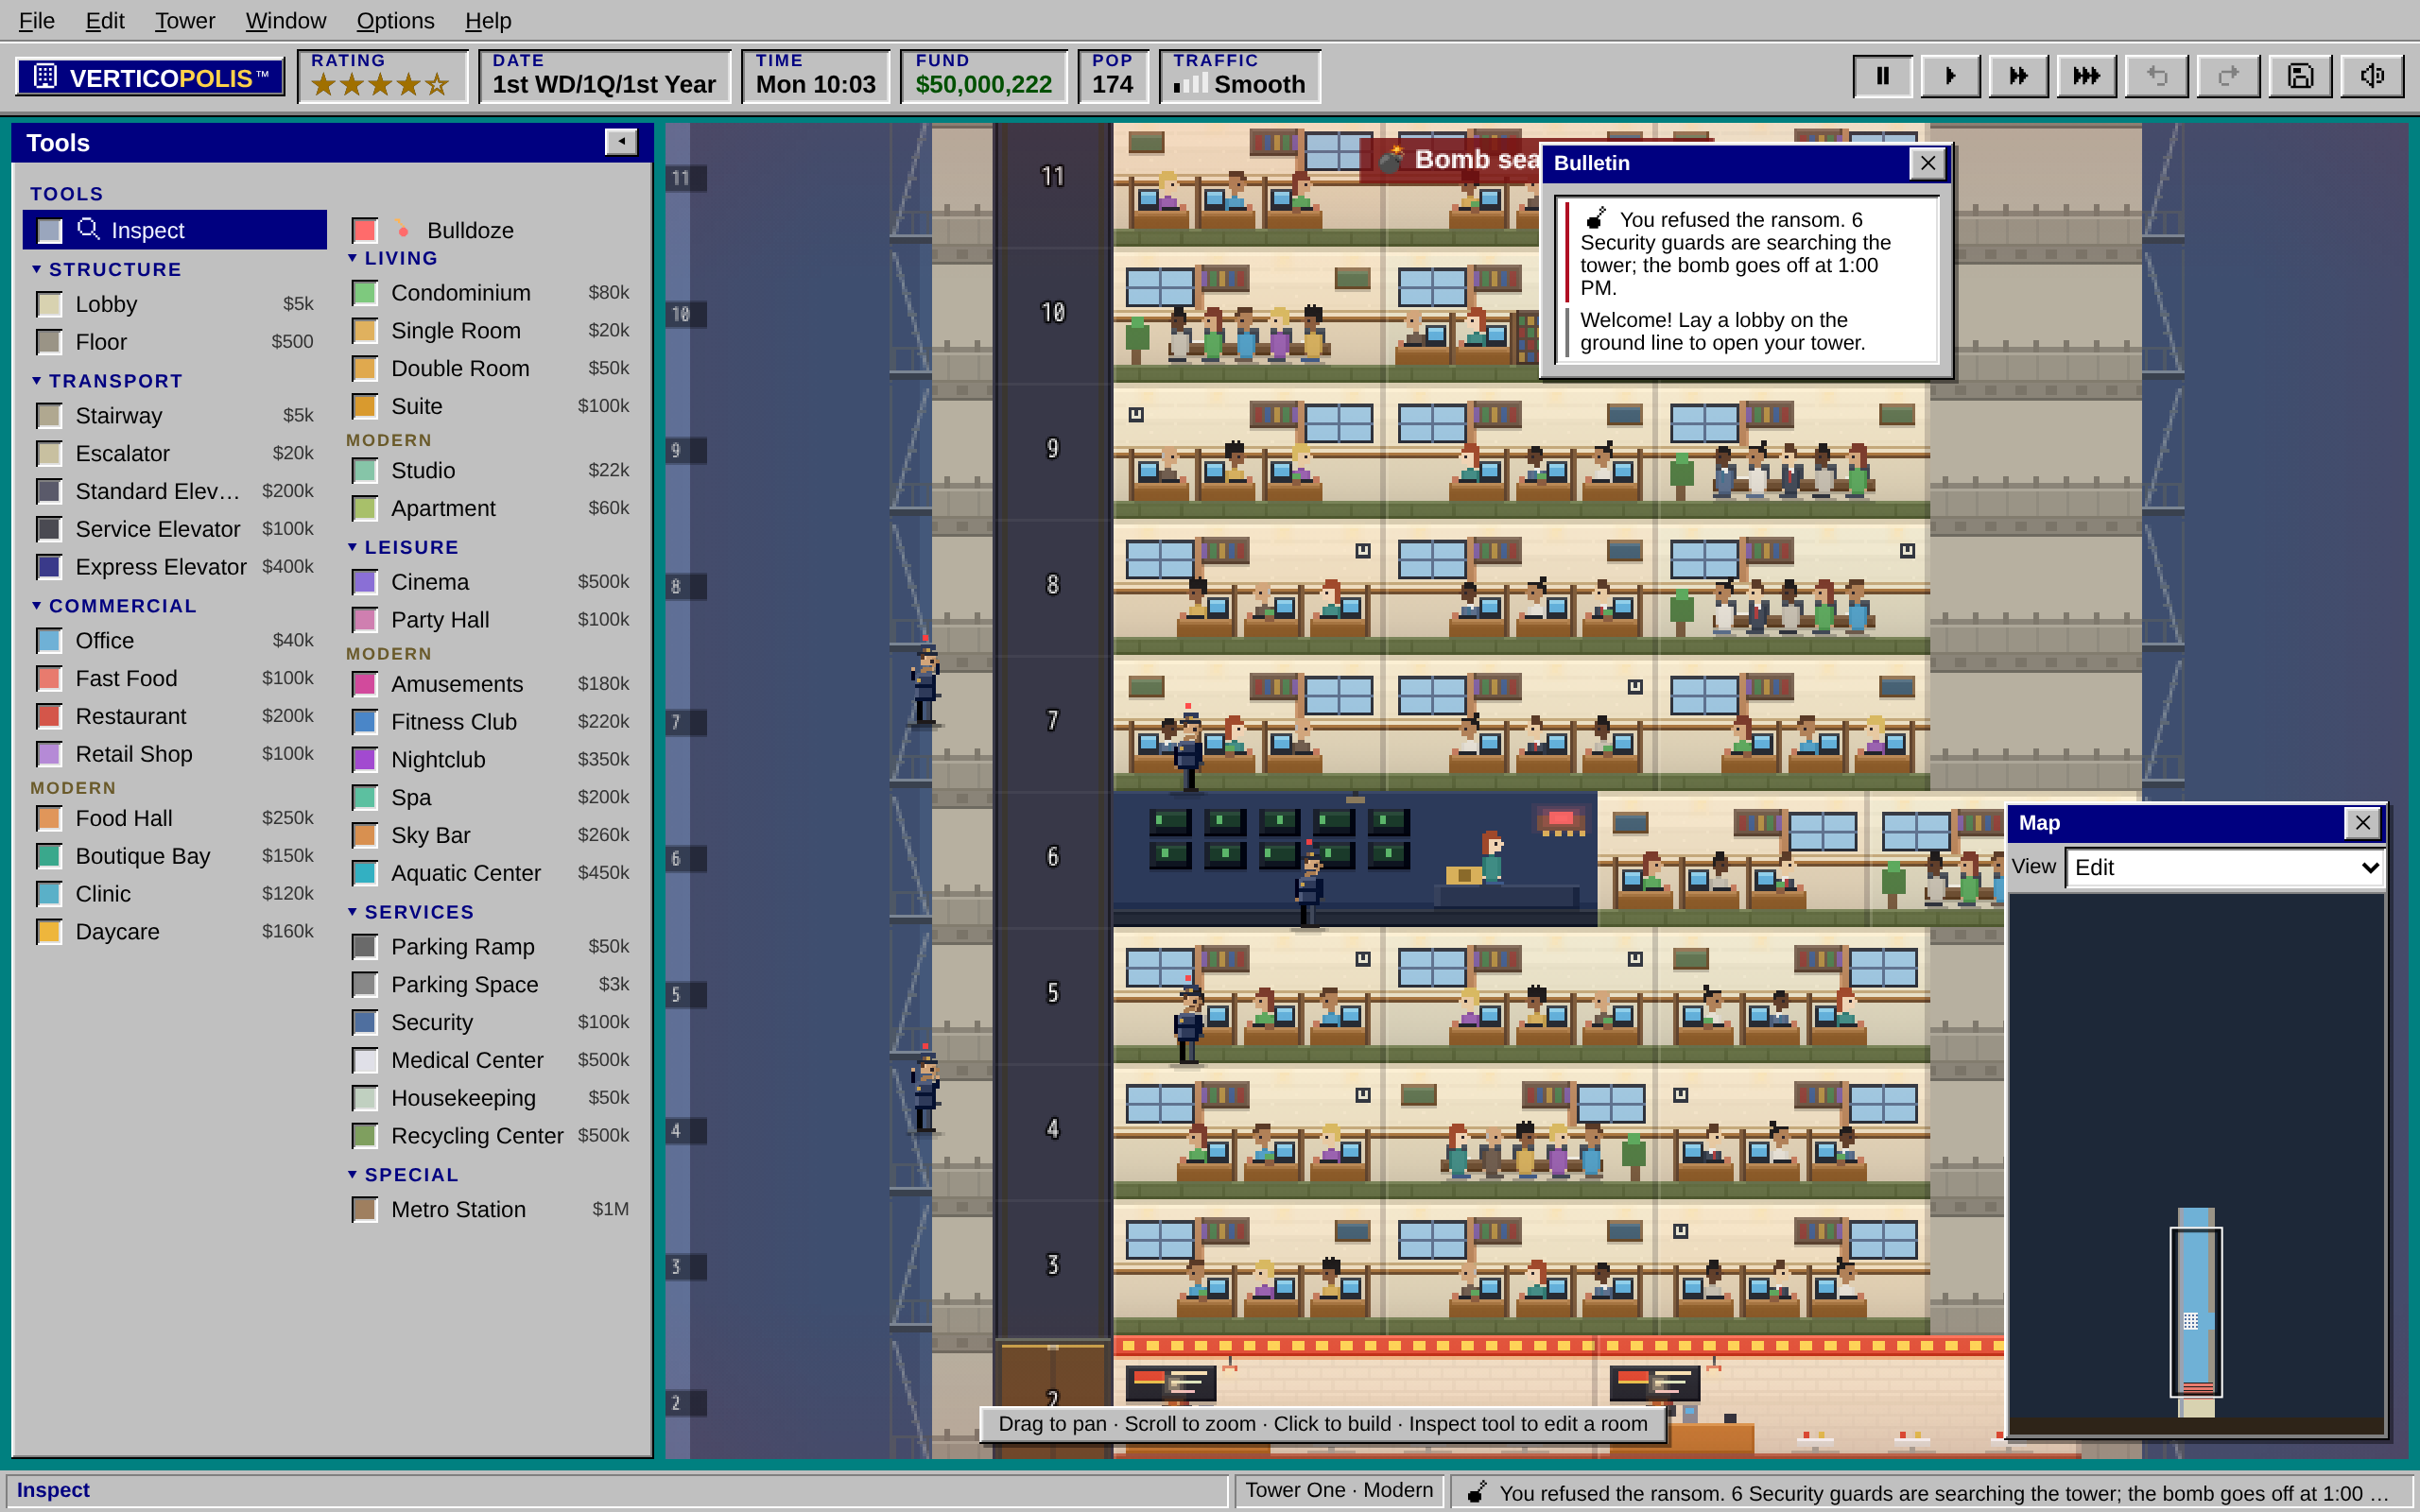 File Edit Tower Window Options Help
VERTICOPOLIS™
RATING
DATE
1st WD/1Q/1st Year
TIME
Mon 10:03
FUND
$50,000,222
POP
174
TRAFFIC
Smooth
Tools
TOOLS
Inspect
STRUCTURE
Lobby $5k
Floor $500
TRANSPORT
Stairway $5k
Escalator $20k
Standard Elev… $200k
Service Elevator $100k
Express Elevator $400k
COMMERCIAL
Office $40k
Fast Food $100k
Restaurant $200k
Retail Shop $100k
MODERN
Food Hall $250k
Boutique Bay $150k
Clinic $120k
Daycare $160k
Bulldoze
LIVING
Condominium $80k
Single Room $20k
Double Room $50k
Suite $100k
MODERN
Studio $22k
Apartment $60k
LEISURE
Cinema $500k
Party Hall $100k
MODERN
Amusements $180k
Fitness Club $220k
Nightclub $350k
Spa $200k
Sky Bar $260k
Aquatic Center $450k
SERVICES
Parking Ramp $50k
Parking Space $3k
Security $100k
Medical Center $500k
Housekeeping $50k
Recycling Center $500k
SPECIAL
Metro Station $1M
11 11
10 10
9 9
8 8
7 7
6 6
5 5
4 4
3 3
2 2
Bomb sea
Bulletin
You refused the ransom. 6
Security guards are searching the
tower; the bomb goes off at 1:00
PM.
Welcome! Lay a lobby on the
ground line to open your tower.
Map
View Edit
Drag to pan · Scroll to zoom · Click to build · Inspect tool to edit a room
Inspect
Tower One · Modern
You refused the ransom. 6 Security guards are searching the tower; the bomb goes off at 1:00 …